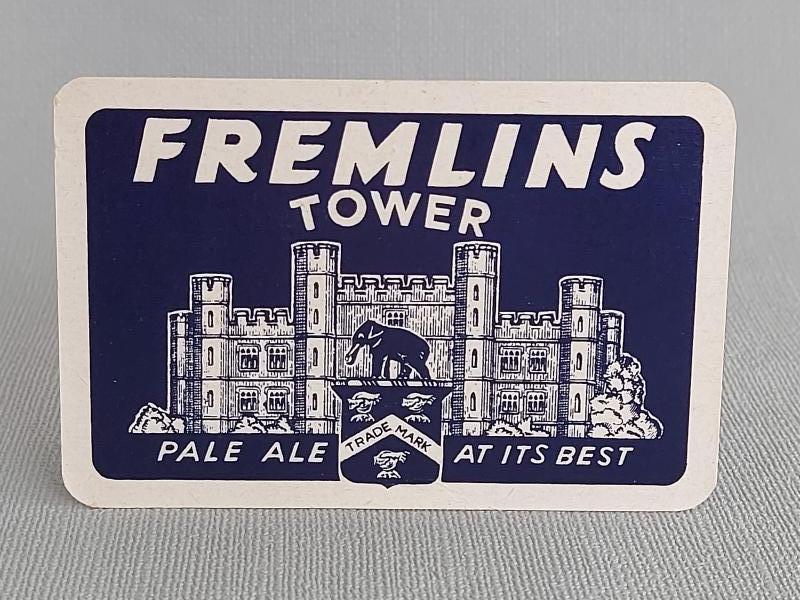 FREMLINS
TOWER
TRADE MARK
PALE ALE AT ITS BEST